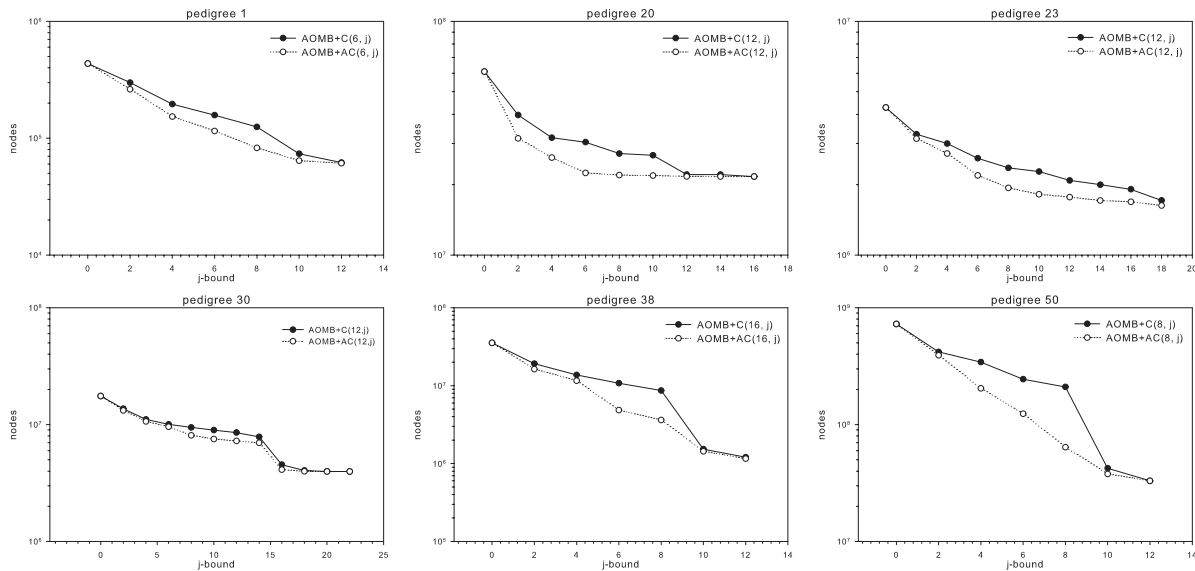 pedigree 1
10⁶
10⁵
10⁴
nodes
AOMB+C(6, j)
AOMB+AC(6, j)
0 2 4 6 8 10 12 14
j-bound
pedigree 20
10⁸
10⁷
nodes
AOMB+C(12, j)
AOMB+AC(12, j)
0 2 4 6 8 10 12 14 16 18
j-bound
pedigree 23
10⁷
10⁶
nodes
AOMB+C(12, j)
AOMB+AC(12, j)
0 2 4 6 8 10 12 14 16 18 20
j-bound
pedigree 30
10⁸
10⁷
10⁶
nodes
AOMB+C(12,j)
AOMB+AC(12,j)
0 5 10 15 20 25
j-bound
pedigree 38
10⁸
10⁷
10⁶
10⁵
nodes
AOMB+C(16, j)
AOMB+AC(16, j)
0 2 4 6 8 10 12 14
j-bound
pedigree 50
10⁹
10⁸
10⁷
nodes
AOMB+C(8, j)
AOMB+AC(8, j)
0 2 4 6 8 10 12 14
j-bound